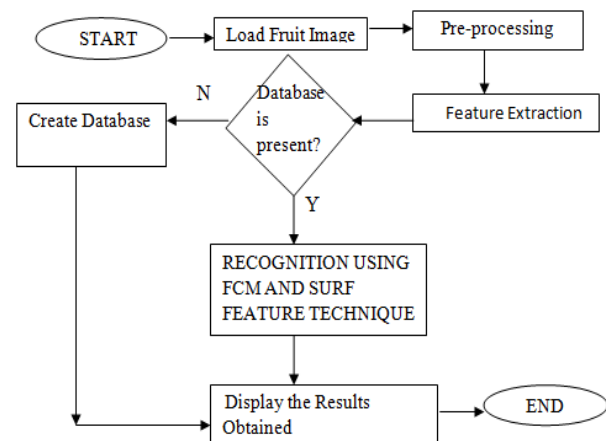 START
Load Fruit Image
Pre-processing
Feature Extraction
Database
is
present?
N
Create Database
Y
RECOGNITION USING
FCM AND SURF
FEATURE TECHNIQUE
Display the Results
Obtained
END